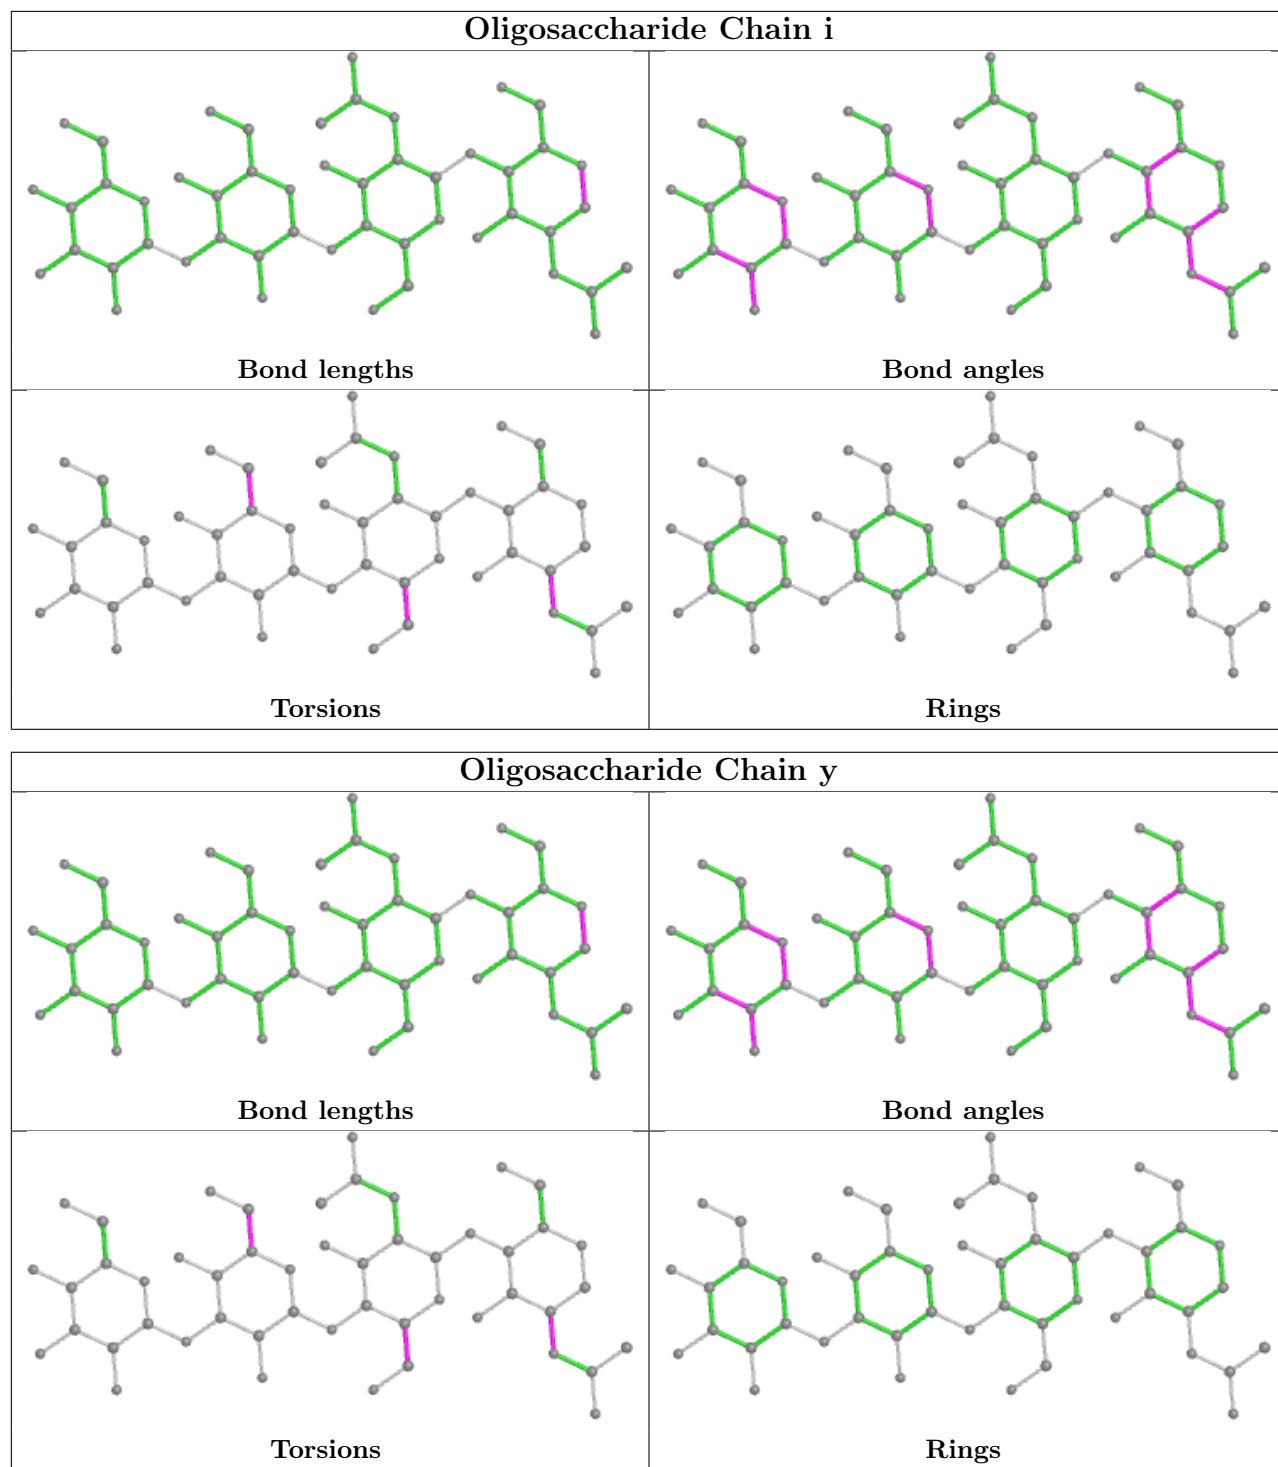 Oligosaccharide Chain i
Bond lengths
Bond angles
Torsions
Rings
Oligosaccharide Chain y
Bond lengths
Bond angles
Torsions
Rings